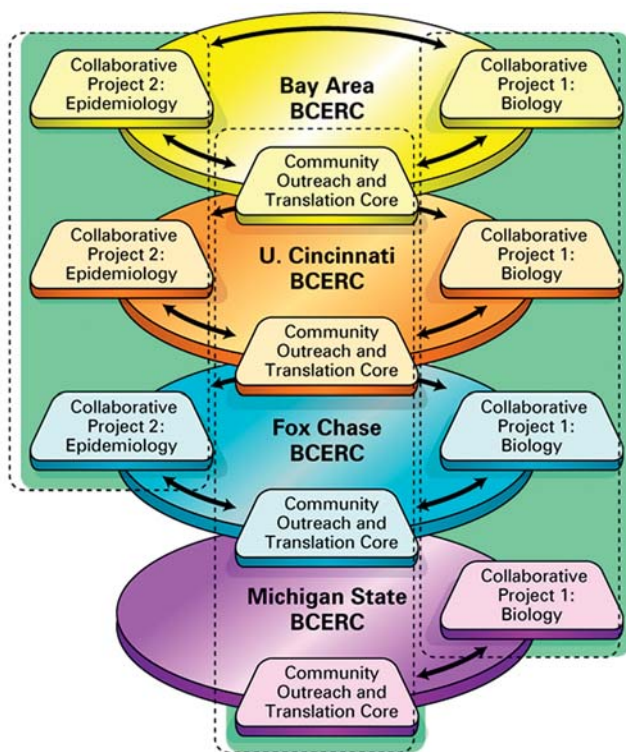 Collaborative
Project 2:
Epidemiology
Bay Area
BCERC
Collaborative
Project 1:
Biology
Community
Outreach and
Translation Core
Collaborative
Project 2:
Epidemiology
U. Cincinnati
BCERC
Collaborative
Project 1:
Biology
Community
Outreach and
Translation Core
Collaborative
Project 2:
Epidemiology
Fox Chase
BCERC
Collaborative
Project 1:
Biology
Community
Outreach and
Translation Core
Michigan State
BCERC
Collaborative
Project 1:
Biology
Community
Outreach and
Translation Core